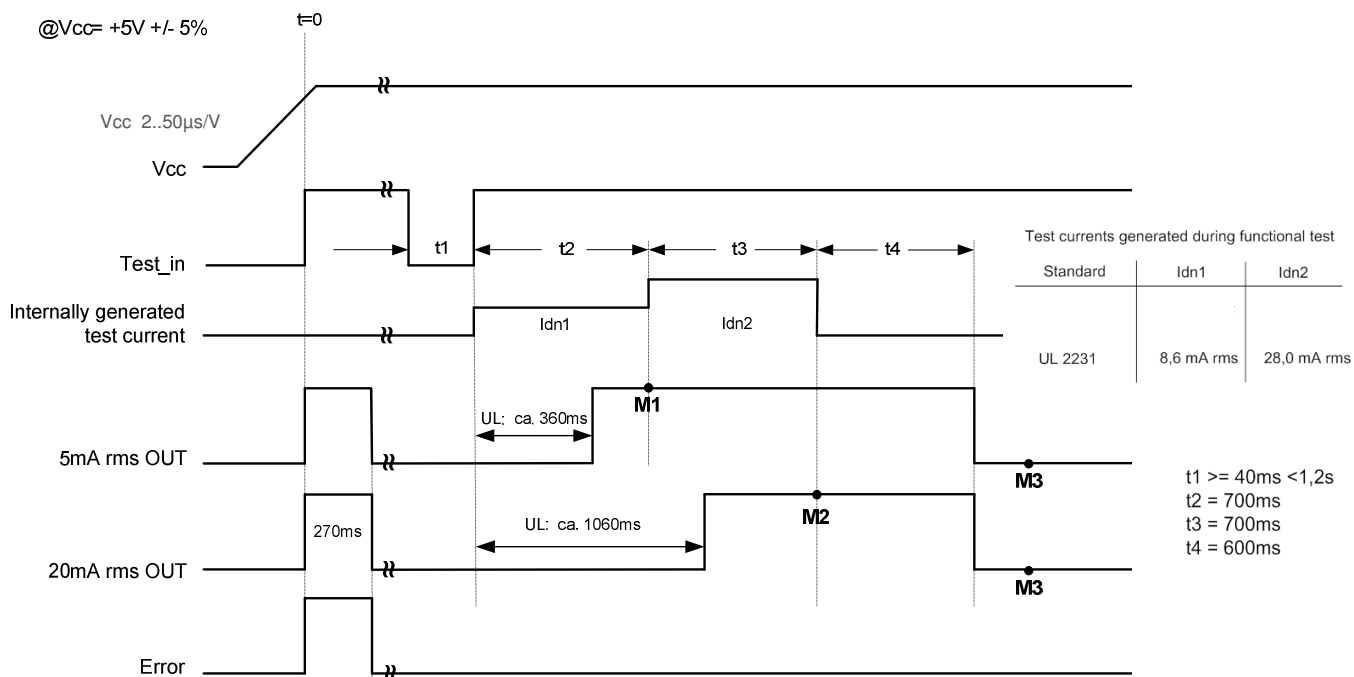 @Vcc= +5V +/- 5%
t=0
Vcc 2..50µs/V
Vcc
t1
t2
t3
t4
Test_in
Test currents generated during functional test
Standard Idn1 Idn2
UL 2231 8,6 mA rms 28,0 mA rms
Internally generated
test current
Idn1
Idn2
UL: ca. 360ms
M1
5mA rms OUT
M3
t1 >= 40ms <1,2s
t2 = 700ms
t3 = 700ms
t4 = 600ms
270ms
UL: ca. 1060ms
M2
20mA rms OUT
M3
Error